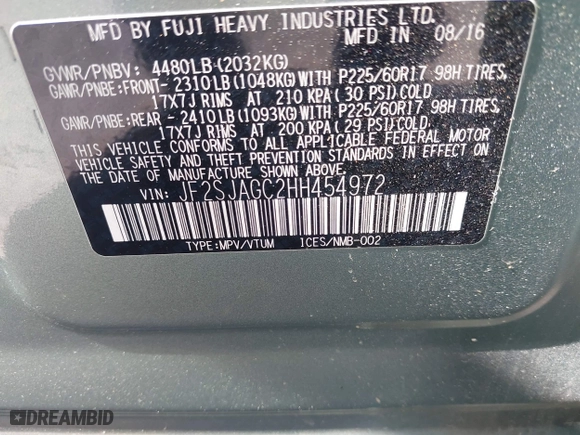 MFD BY FUJI HEAVY INDUSTRIES LTD.
MFD IN 08/16
GVWR/PNBV: 4480LB(2032KG)
GAWR/PNBE:FRONT- 2310LB(1048KG)WITH P225/60R17 98H TIRES,
17X7J RIMS AT 210 KPA(30 PSI)COLD
GAWR/PNBE:REAR - 2410LB(1093KG)WITH P225/60R17 98H TIRES,
17X7J RIMS AT 200 KPA(29 PSI)COLD
THIS VEHICLE CONFORMS TO ALL APPLICABLE FEDERAL MOTOR
VEHICLE SAFETY AND THEFT PREVENTION STANDARDS IN EFFECT ON
THE DATE OF MANUFACTURE SHOWN ABOVE.
VIN: JF2SJAGC2HH454972
TYPE:MPV/VTUM ICES/NMB-002
DREAMBID